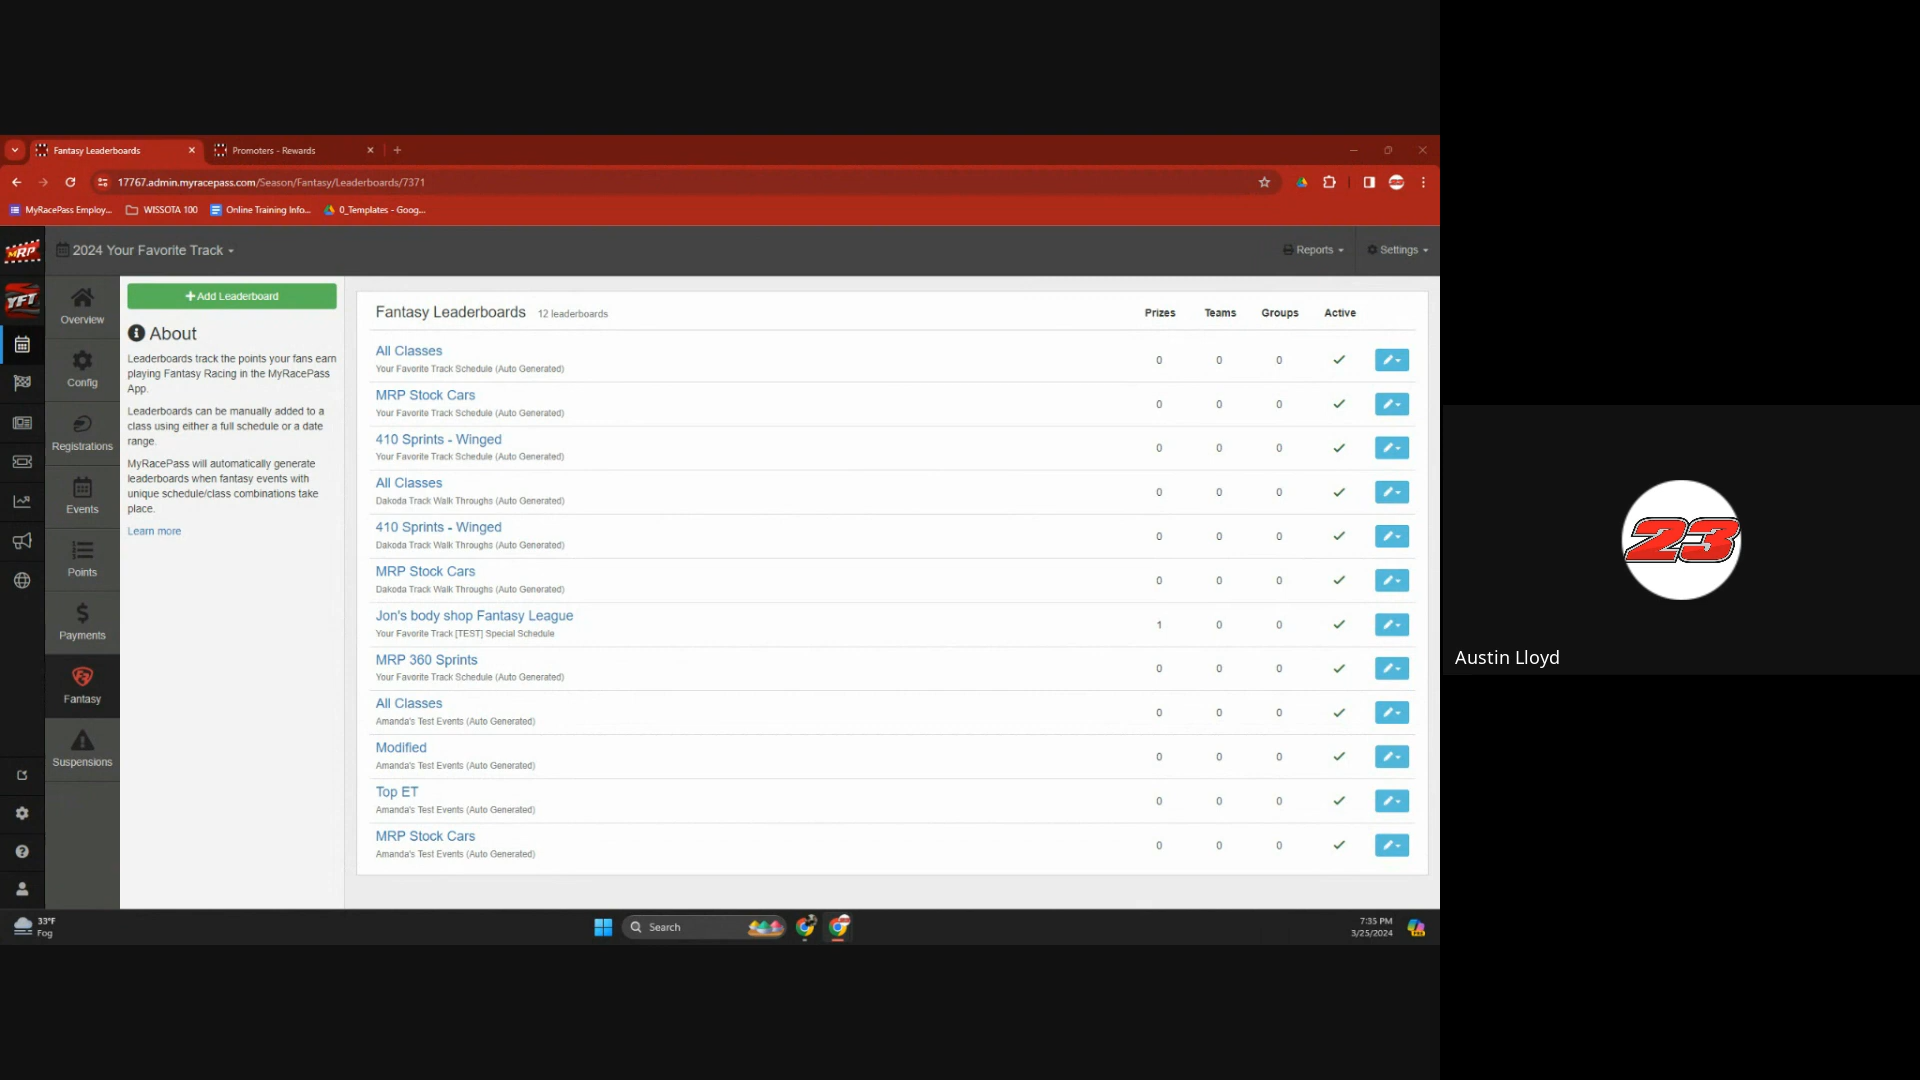 Fantasy Leaderboards
Promoters - Rewards
17767.admin.myracepass.com/Season/Fantasy/Leaderboards/7371
MyRacePass Employ...
WISSOTA 100
Online Training Info...
0_Templates - Goog...
MRP
2024 Your Favorite Track
Reports
Settings
YFT
Overview
Config
Registrations
Events
Points
Payments
Fantasy
Suspensions
Add Leaderboard
About
Leaderboards track the points your fans earn
playing Fantasy Racing in the MyRacePass
App.
Leaderboards can be manually added to a
class using either a full schedule or a date
range.
MyRacePass will automatically generate
leaderboards when fantasy events with
unique schedule/class combinations take
place.
Learn more
Fantasy Leaderboards 12 leaderboards Prizes Teams Groups Active
All Classes
Your Favorite Track Schedule (Auto Generated)
0 0 0
MRP Stock Cars
Your Favorite Track Schedule (Auto Generated)
0 0 0
410 Sprints - Winged
Your Favorite Track Schedule (Auto Generated)
0 0 0
All Classes
Dakoda Track Walk Throughs (Auto Generated)
0 0 0
410 Sprints - Winged
Dakoda Track Walk Throughs (Auto Generated)
0 0 0
MRP Stock Cars
Dakoda Track Walk Throughs (Auto Generated)
0 0 0
Jon's body shop Fantasy League
Your Favorite Track [TEST] Special Schedule
1 0 0
MRP 360 Sprints
Your Favorite Track Schedule (Auto Generated)
0 0 0
All Classes
Amanda's Test Events (Auto Generated)
0 0 0
Modified
Amanda's Test Events (Auto Generated)
0 0 0
Top ET
Amanda's Test Events (Auto Generated)
0 0 0
MRP Stock Cars
Amanda's Test Events (Auto Generated)
0 0 0
33°F
Fog
Search
7:35 PM
3/25/2024
23
Austin Lloyd